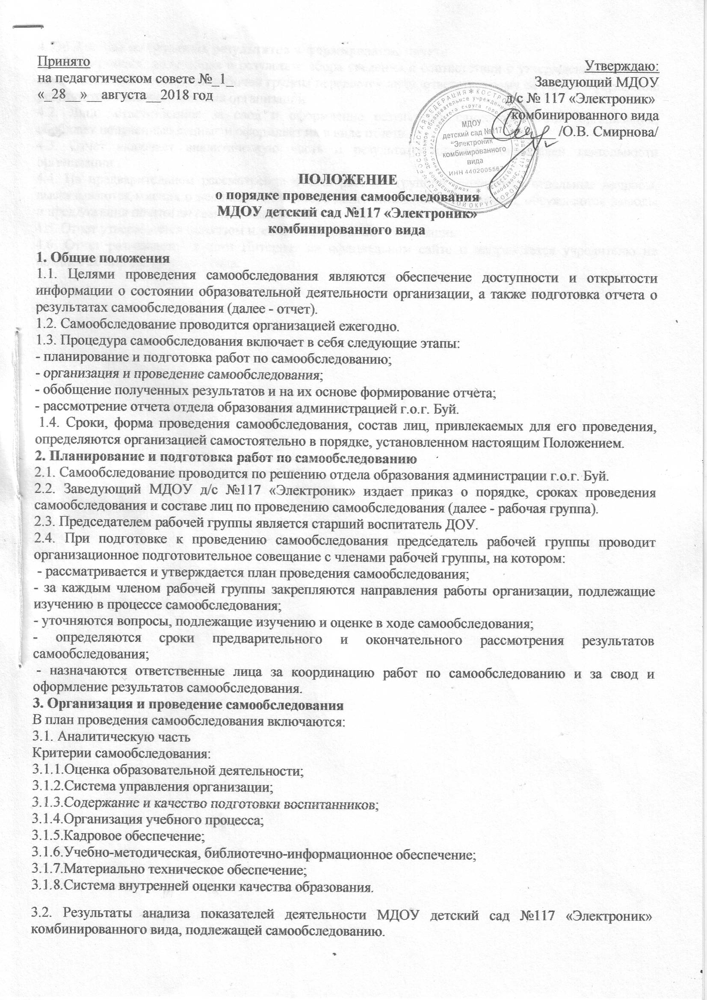 Принято
на педагогическом совете №_1_
«_28__»__августа__2018 год
Утверждаю:
Заведующий МДОУ
д/с № 117 «Электроник»
комбинированного вида
/О.В. Смирнова/
МДОУ
детский сад №117
"Электроник"
комбинированного
вида
ИНН 4402005567
ПОЛОЖЕНИЕ
о порядке проведения самообследования
МДОУ детский сад №117 «Электроник»
комбинированного вида
1. Общие положения
1.1. Целями проведения самообследования являются обеспечение доступности и открытости
информации о состоянии образовательной деятельности организации, а также подготовка отчета о
результатах самообследования (далее - отчет).
1.2. Самообследование проводится организацией ежегодно.
1.3. Процедура самообследования включает в себя следующие этапы:
- планирование и подготовка работ по самообследованию;
- организация и проведение самообследования;
- обобщение полученных результатов и на их основе формирование отчета;
- рассмотрение отчета отдела образования администрацией г.о.г. Буй.
1.4. Сроки, форма проведения самообследования, состав лиц, привлекаемых для его проведения,
определяются организацией самостоятельно в порядке, установленном настоящим Положением.
2. Планирование и подготовка работ по самообследованию
2.1. Самообследование проводится по решению отдела образования администрации г.о.г. Буй.
2.2. Заведующий МДОУ д/с №117 «Электроник» издает приказ о порядке, сроках проведения
самообследования и составе лиц по проведению самообследования (далее - рабочая группа).
2.3. Председателем рабочей группы является старший воспитатель ДОУ.
2.4. При подготовке к проведению самообследования председатель рабочей группы проводит
организационное подготовительное совещание с членами рабочей группы, на котором:
- рассматривается и утверждается план проведения самообследования;
- за каждым членом рабочей группы закрепляются направления работы организации, подлежащие
изучению в процессе самообследования;
- уточняются вопросы, подлежащие изучению и оценке в ходе самообследования;
- определяются сроки предварительного и окончательного рассмотрения результатов
самообследования;
- назначаются ответственные лица за координацию работ по самообследованию и за свод и
оформление результатов самообследования.
3. Организация и проведение самообследования
В план проведения самообследования включаются:
3.1. Аналитическую часть
Критерии самообследования:
3.1.1.Оценка образовательной деятельности;
3.1.2.Система управления организации;
3.1.3.Содержание и качество подготовки воспитанников;
3.1.4.Организация учебного процесса;
3.1.5.Кадровое обеспечение;
3.1.6.Учебно-методическая, библиотечно-информационное обеспечение;
3.1.7.Материально техническое обеспечение;
3.1.8.Система внутренней оценки качества образования.
3.2. Результаты анализа показателей деятельности МДОУ детский сад №117 «Электроник»
комбинированного вида, подлежащей самообследованию.